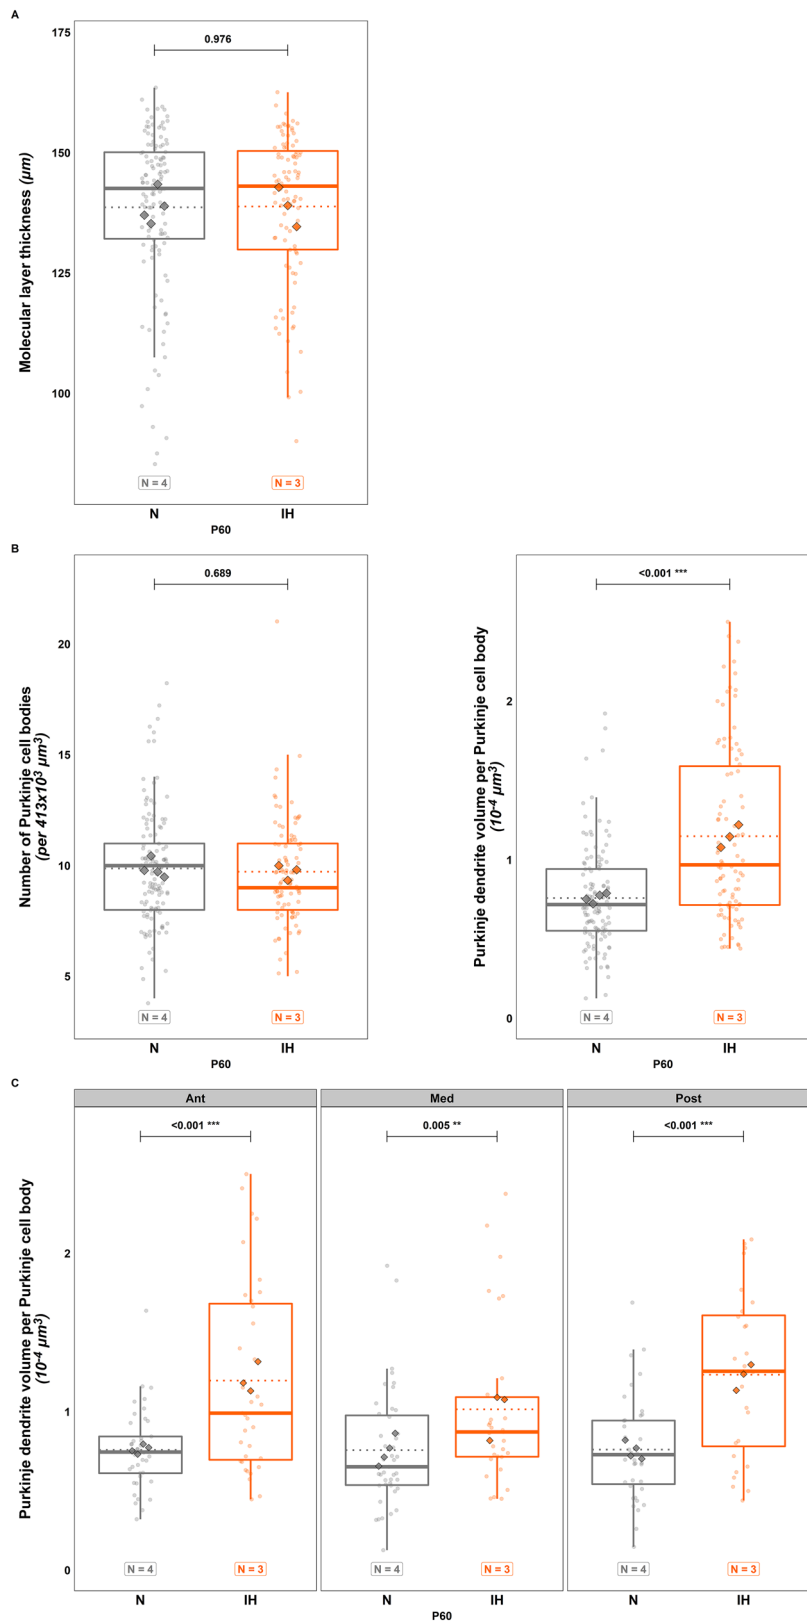 A
Molecular layer thickness (µm)
175
150
125
100
0.976
N = 4
N = 3
N
IH
P60
B
Number of Purkinje cell bodies
(per 413x10³ µm³)
20
15
10
5
0.689
N = 4
N = 3
N
IH
P60
Purkinje dendrite volume per Purkinje cell body
(10⁻⁴ µm³)
2
1
0
<0.001 ***
N = 4
N = 3
N
IH
P60
C
Purkinje dendrite volume per Purkinje cell body
(10⁻⁴ µm³)
2
1
0
Ant
Med
Post
<0.001 ***
0.005 **
<0.001 ***
N = 4
N = 3
N = 4
N = 3
N = 4
N = 3
N
IH
N
IH
N
IH
P60